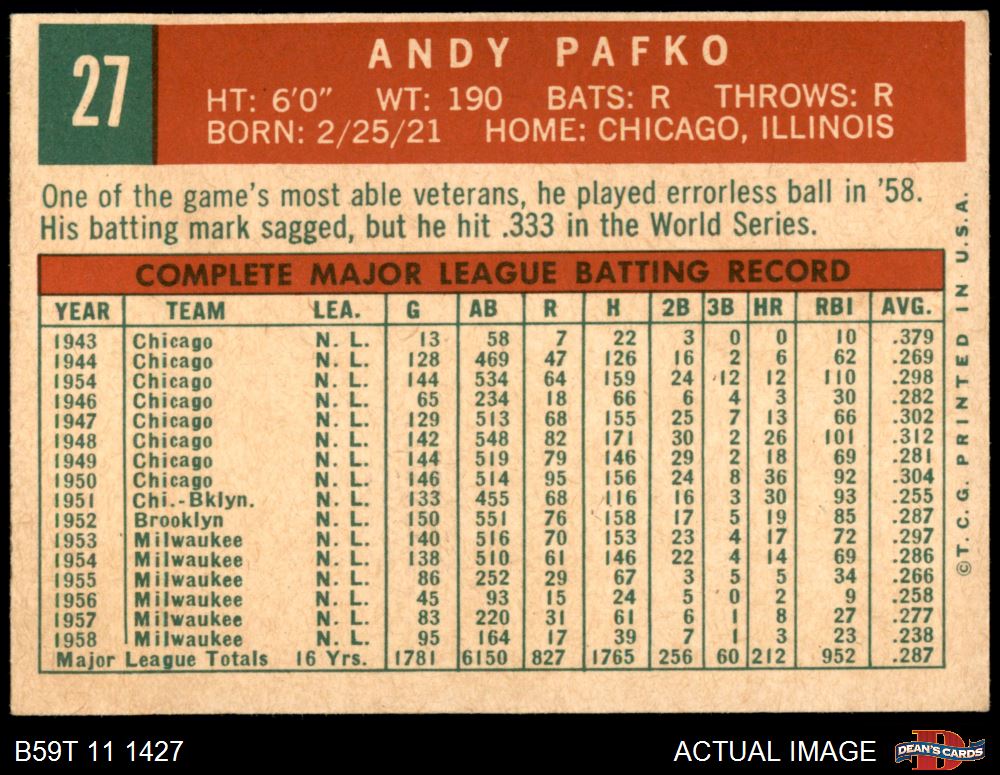 27
ANDY PAFKO
HT: 6'0" WT: 190 BATS: R THROWS: R
BORN: 2/25/21 HOME: CHICAGO, ILLINOIS
One of the game's most able veterans, he played errorless ball in '58.
His batting mark sagged, but he hit .333 in the World Series.
COMPLETE MAJOR LEAGUE BATTING RECORD
YEAR TEAM LEA. G AB R H 2B 3B HR RBI AVG.
1943 Chicago N. L. 13 58 7 22 3 0 0 10 .379
1944 Chicago N. L. 128 469 47 126 16 2 6 62 .269
1954 Chicago N. L. 144 534 64 159 24 12 12 110 .298
1946 Chicago N. L. 65 234 18 66 6 4 3 30 .282
1947 Chicago N. L. 129 513 68 155 25 7 13 66 .302
1948 Chicago N. L. 142 548 82 171 30 2 26 101 .312
1949 Chicago N. L. 144 519 79 146 29 2 18 69 .281
1950 Chicago N. L. 146 514 95 156 24 8 36 92 .304
1951 Chi.-Bklyn. N. L. 133 455 68 116 16 3 30 93 .255
1952 Brooklyn N. L. 150 551 76 158 17 5 19 85 .287
1953 Milwaukee N. L. 140 516 70 153 23 4 17 72 .297
1954 Milwaukee N. L. 138 510 61 146 22 4 14 69 .286
1955 Milwaukee N. L. 86 252 29 67 3 5 5 34 .266
1956 Milwaukee N. L. 45 93 15 24 5 0 2 9 .258
1957 Milwaukee N. L. 83 220 31 61 6 1 8 27 .277
1958 Milwaukee N. L. 95 164 17 39 7 1 3 23 .238
Major League Totals 16 Yrs. 1781 6150 827 1765 256 60 212 952 .287
©T. C. G. PRINTED IN U.S.A.
B59T 11 1427
ACTUAL IMAGE
DEAN'S CARDS